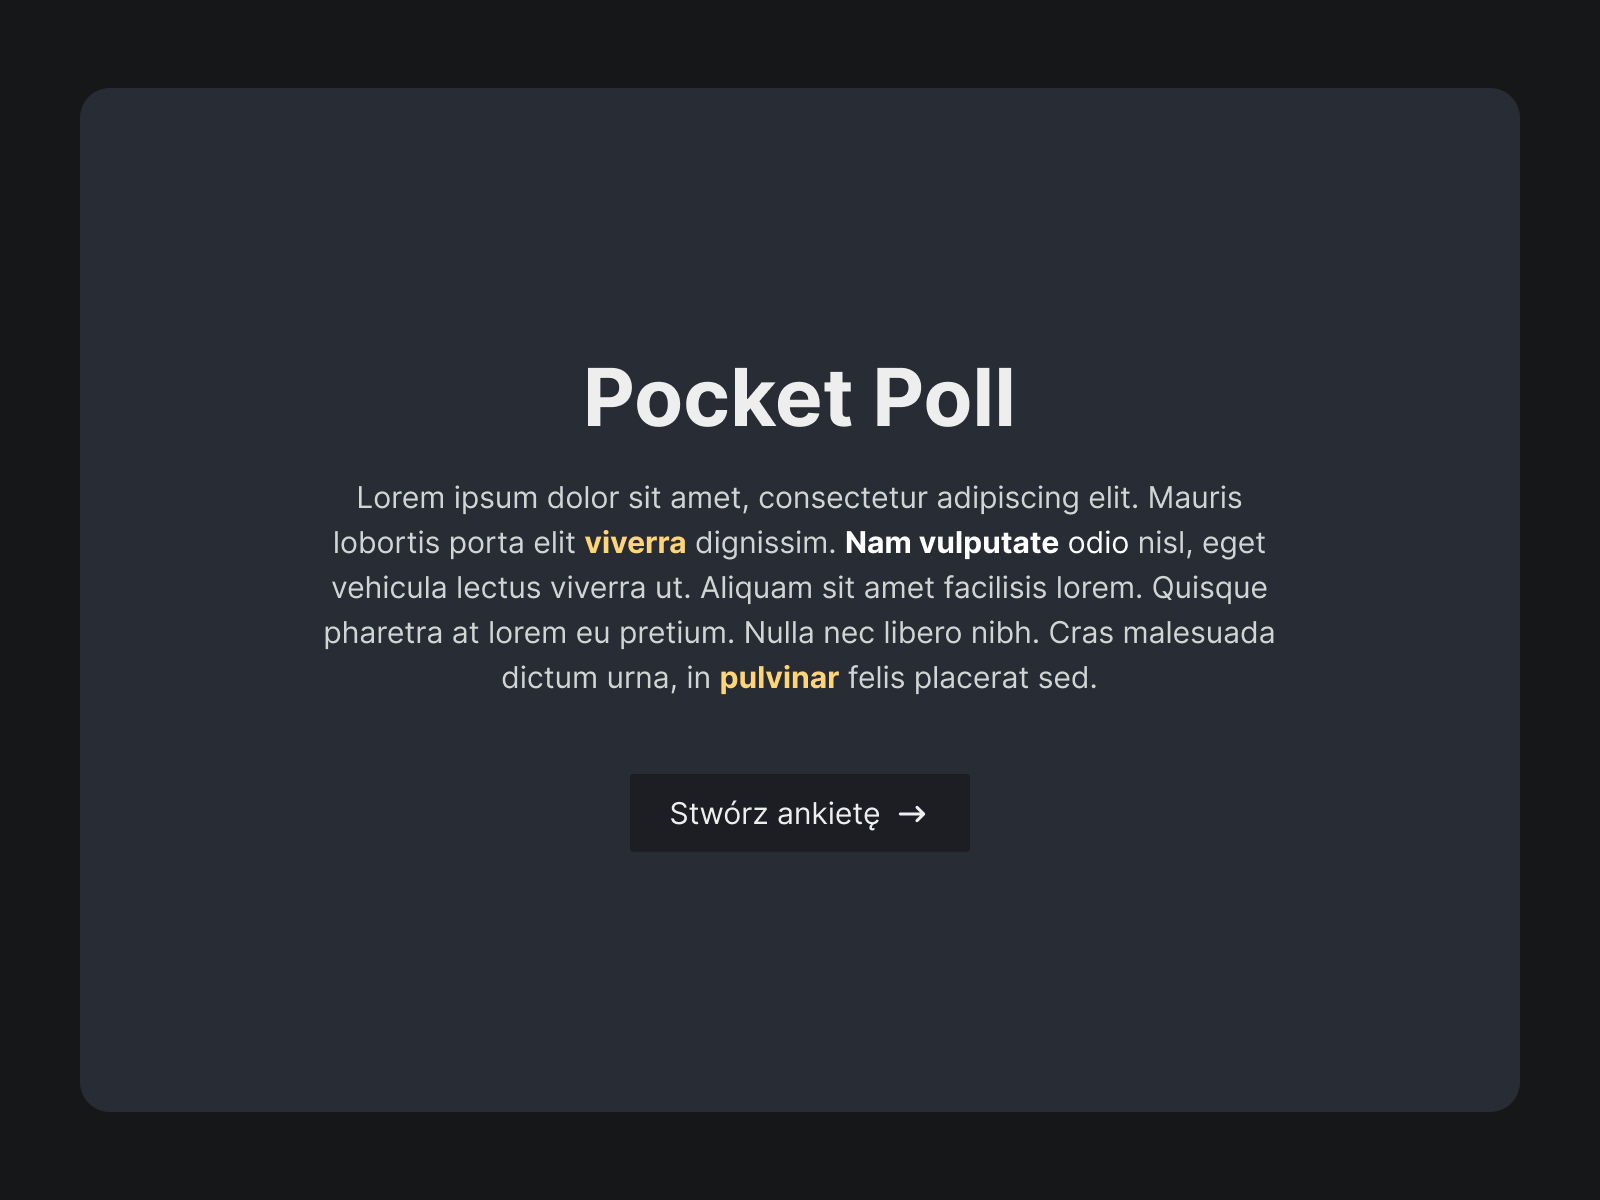 Pocket Poll
Lorem ipsum dolor sit amet, consectetur adipiscing elit. Mauris
lobortis porta elit viverra dignissim. Nam vulputate odio nisl, eget
vehicula lectus viverra ut. Aliquam sit amet facilisis lorem. Quisque
pharetra at lorem eu pretium. Nulla nec libero nibh. Cras malesuada
dictum urna, in pulvinar felis placerat sed.
Stwórz ankietę →